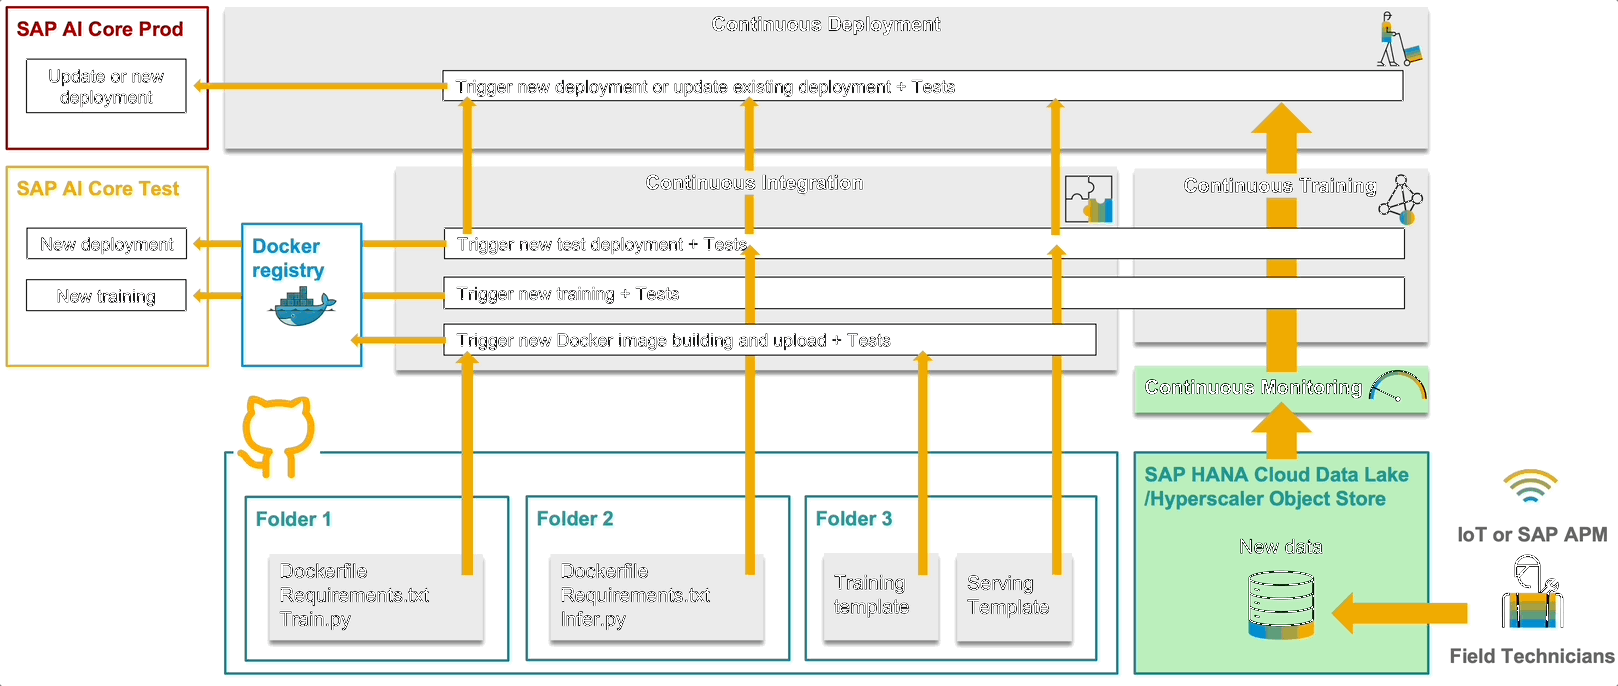 SAP AI Core Prod
Update or new
deployment
Continuous Deployment
Trigger new deployment or update existing deployment + Tests
SAP AI Core Test
New deployment
New training
Docker
registry
Continuous Integration
Trigger new test deployment + Tests
Trigger new training + Tests
Trigger new Docker image building and upload + Tests
Continuous Training
Continuous Monitoring
Folder 1
Dockerfile
Requirements.txt
Train.py
Folder 2
Dockerfile
Requirements.txt
Infer.py
Folder 3
Training
template
Serving
Template
SAP HANA Cloud Data Lake
/Hyperscaler Object Store
New data
IoT or SAP APM
Field Technicians